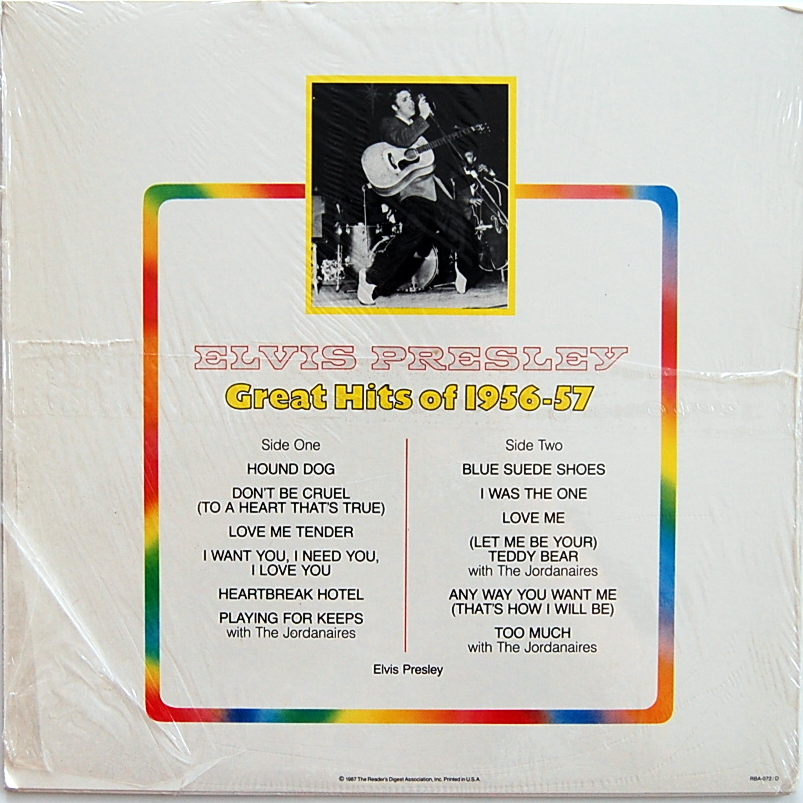 ELVIS PRESLEY
Great Hits of 1956-57
Side One
HOUND DOG
DON'T BE CRUEL
(TO A HEART THAT'S TRUE)
LOVE ME TENDER
I WANT YOU, I NEED YOU,
I LOVE YOU
HEARTBREAK HOTEL
PLAYING FOR KEEPS
with The Jordanaires
Side Two
BLUE SUEDE SHOES
I WAS THE ONE
LOVE ME
(LET ME BE YOUR)
TEDDY BEAR
with The Jordanaires
ANY WAY YOU WANT ME
(THAT'S HOW I WILL BE)
TOO MUCH
with The Jordanaires
Elvis Presley
© 1987 The Reader's Digest Association, Inc. Printed in U.S.A.
RBA-072/D